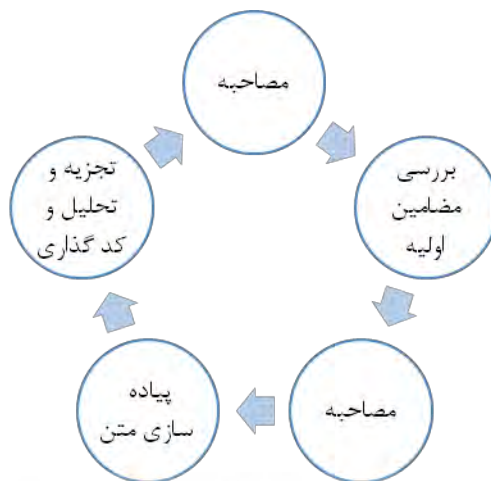 مصاحبه
بررسی
مضامین
اولیه
مصاحبه
پیاده
سازی متن
تجزیه و
تحلیل و
کد گذاری